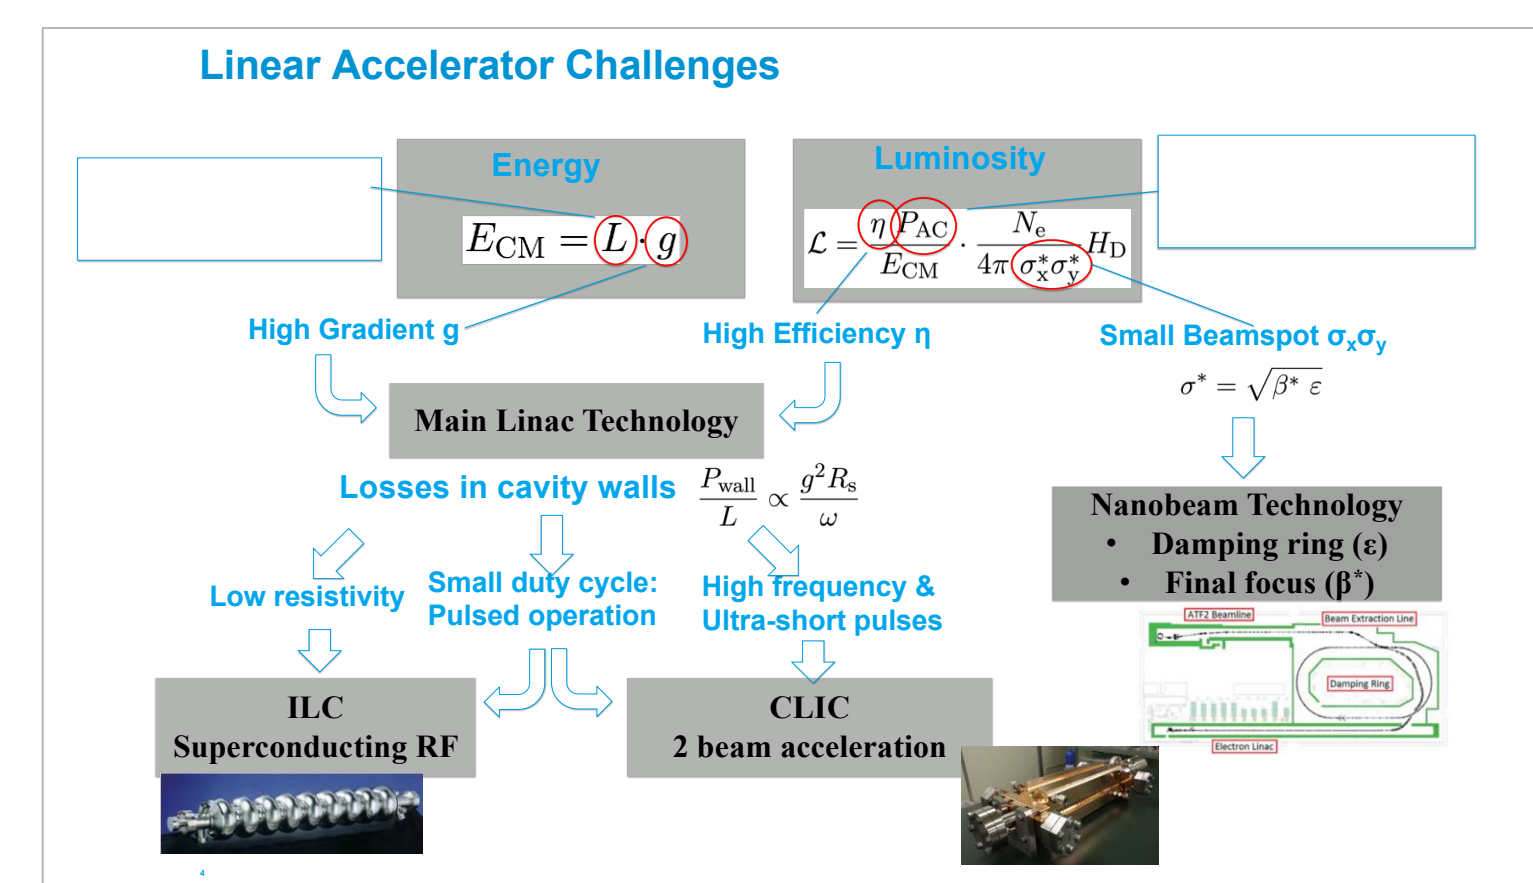 Linear Accelerator Challenges
Energy
E_CM = L · g
Luminosity
ℒ = η P_AC / E_CM · N_e / 4π σ*_x σ*_y H_D
High Gradient g
High Efficiency η
Small Beamspot σ_xσ_y
σ* = √(β* ε)
Main Linac Technology
Losses in cavity walls
P_wall / L ∝ g² R_s / ω
Nanobeam Technology
• Damping ring (ε)
• Final focus (β*)
Low resistivity
Small duty cycle:
Pulsed operation
High frequency &
Ultra-short pulses
ILC
Superconducting RF
CLIC
2 beam acceleration
ATF2 Beamline
Beam Extraction Line
Damping Ring
Electron Linac
4